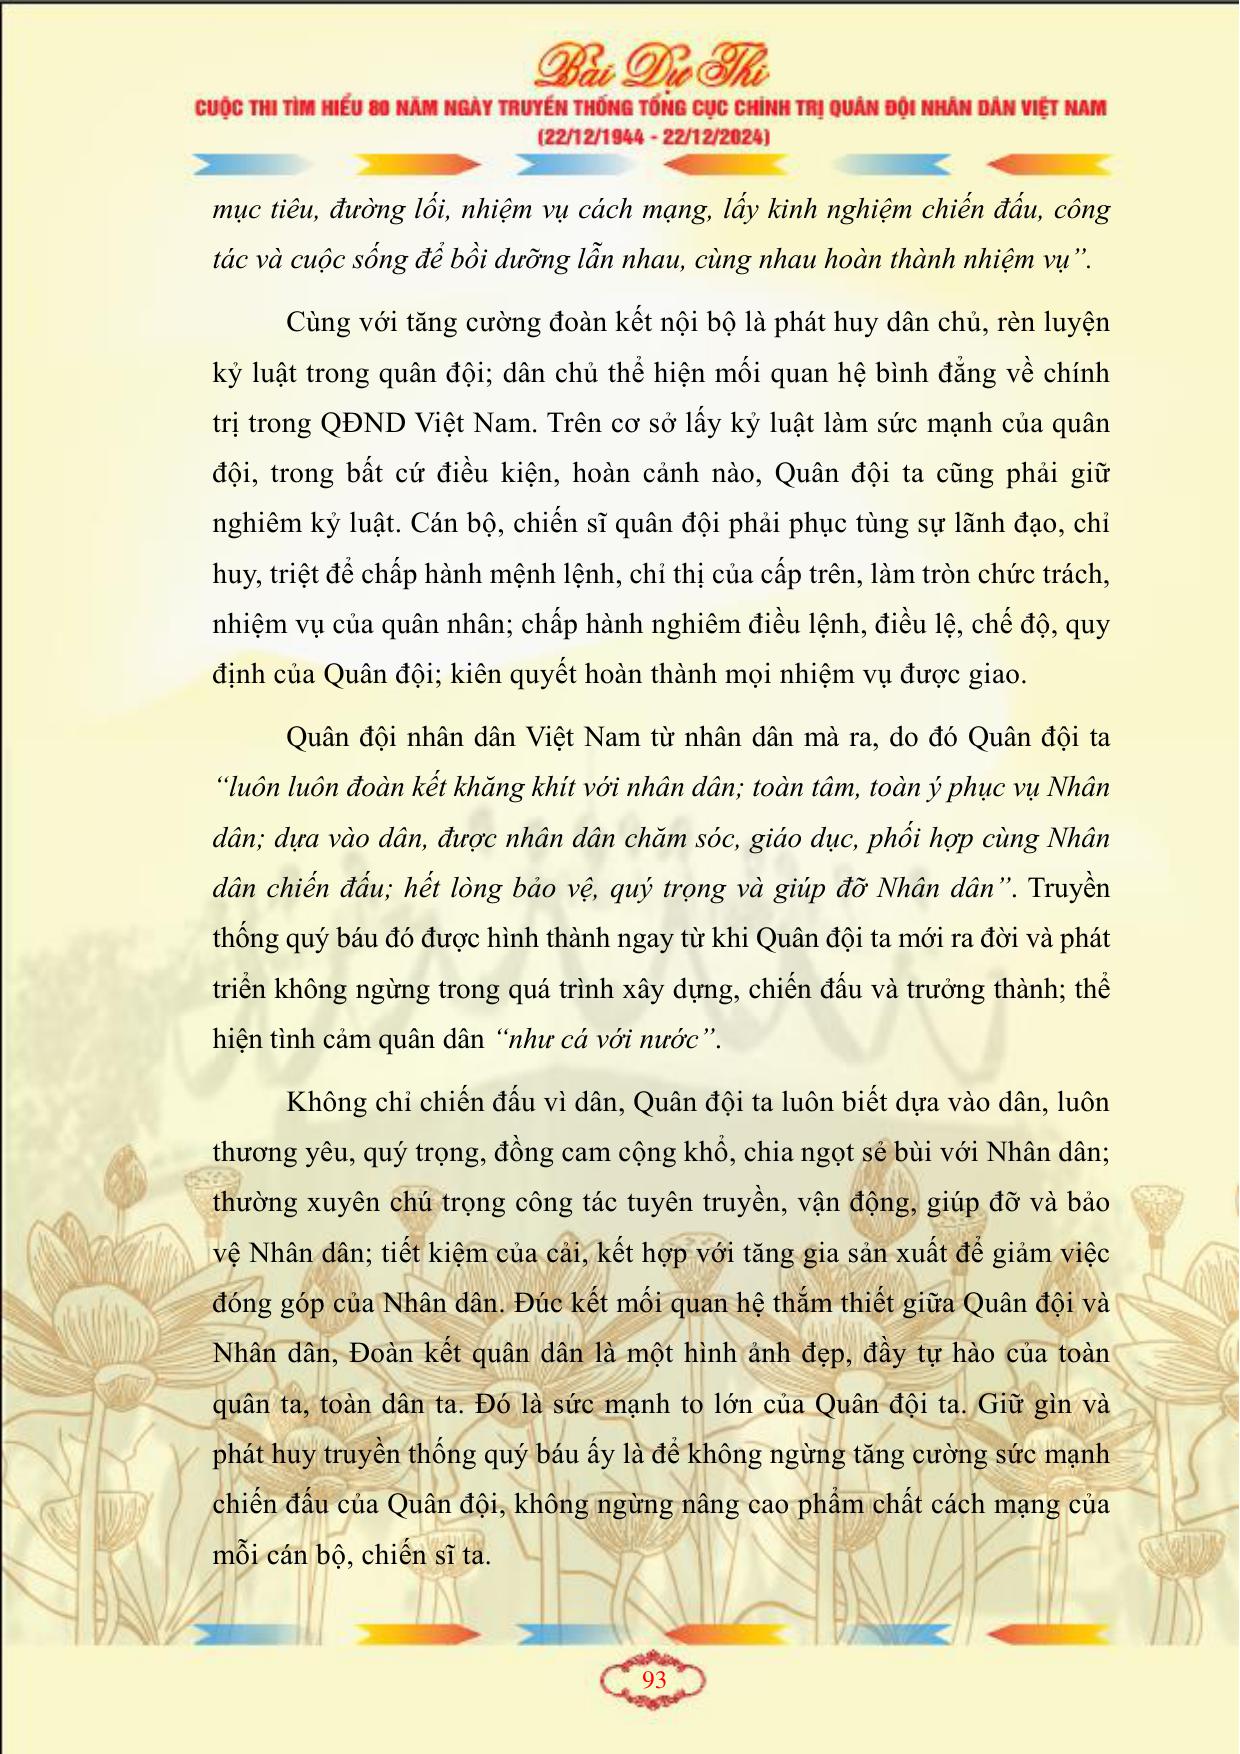 Bài Dự Thi
CUỘC THI TÌM HIỂU 80 NĂM NGÀY TRUYỀN THỐNG TỔNG CỤC CHÍNH TRỊ QUÂN ĐỘI NHÂN DÂN VIỆT NAM
(22/12/1944 - 22/12/2024)
mục tiêu, đường lối, nhiệm vụ cách mạng, lấy kinh nghiệm chiến đấu, công
tác và cuộc sống để bồi dưỡng lẫn nhau, cùng nhau hoàn thành nhiệm vụ”.
Cùng với tăng cường đoàn kết nội bộ là phát huy dân chủ, rèn luyện
kỷ luật trong quân đội; dân chủ thể hiện mối quan hệ bình đẳng về chính
trị trong QĐND Việt Nam. Trên cơ sở lấy kỷ luật làm sức mạnh của quân
đội, trong bất cứ điều kiện, hoàn cảnh nào, Quân đội ta cũng phải giữ
nghiêm kỷ luật. Cán bộ, chiến sĩ quân đội phải phục tùng sự lãnh đạo, chỉ
huy, triệt để chấp hành mệnh lệnh, chỉ thị của cấp trên, làm tròn chức trách,
nhiệm vụ của quân nhân; chấp hành nghiêm điều lệnh, điều lệ, chế độ, quy
định của Quân đội; kiên quyết hoàn thành mọi nhiệm vụ được giao.
Quân đội nhân dân Việt Nam từ nhân dân mà ra, do đó Quân đội ta
“luôn luôn đoàn kết khăng khít với nhân dân; toàn tâm, toàn ý phục vụ Nhân
dân; dựa vào dân, được nhân dân chăm sóc, giáo dục, phối hợp cùng Nhân
dân chiến đấu; hết lòng bảo vệ, quý trọng và giúp đỡ Nhân dân”. Truyền
thống quý báu đó được hình thành ngay từ khi Quân đội ta mới ra đời và phát
triển không ngừng trong quá trình xây dựng, chiến đấu và trưởng thành; thể
hiện tình cảm quân dân “như cá với nước”.
Không chỉ chiến đấu vì dân, Quân đội ta luôn biết dựa vào dân, luôn
thương yêu, quý trọng, đồng cam cộng khổ, chia ngọt sẻ bùi với Nhân dân;
thường xuyên chú trọng công tác tuyên truyền, vận động, giúp đỡ và bảo
vệ Nhân dân; tiết kiệm của cải, kết hợp với tăng gia sản xuất để giảm việc
đóng góp của Nhân dân. Đúc kết mối quan hệ thắm thiết giữa Quân đội và
Nhân dân, Đoàn kết quân dân là một hình ảnh đẹp, đầy tự hào của toàn
quân ta, toàn dân ta. Đó là sức mạnh to lớn của Quân đội ta. Giữ gìn và
phát huy truyền thống quý báu ấy là để không ngừng tăng cường sức mạnh
chiến đấu của Quân đội, không ngừng nâng cao phẩm chất cách mạng của
mỗi cán bộ, chiến sĩ ta.
93